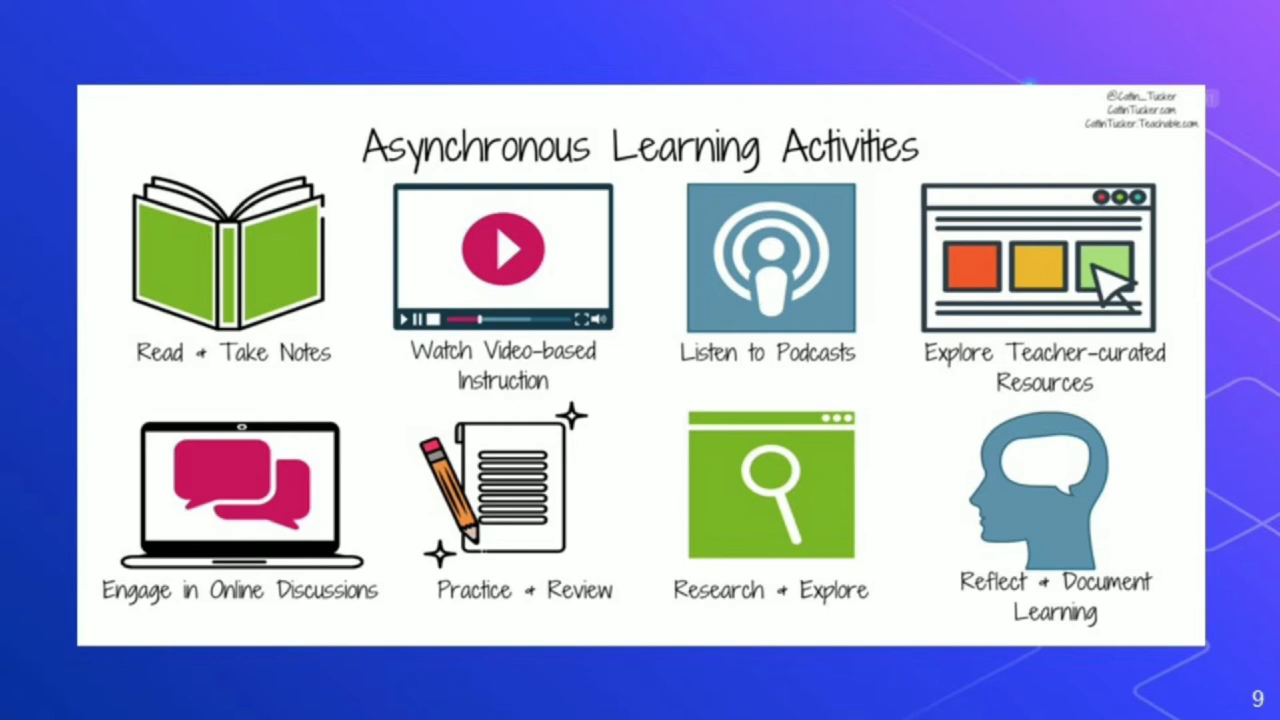 @Catlin_Tucker
CatlinTucker.com
CatlinTucker.Teachable.com
Asynchronous Learning Activities
Read & Take Notes
Watch Video-based
Instruction
Listen to Podcasts
Explore Teacher-curated
Resources
Engage in Online Discussions
Practice & Review
Research & Explore
Reflect & Document
Learning
9